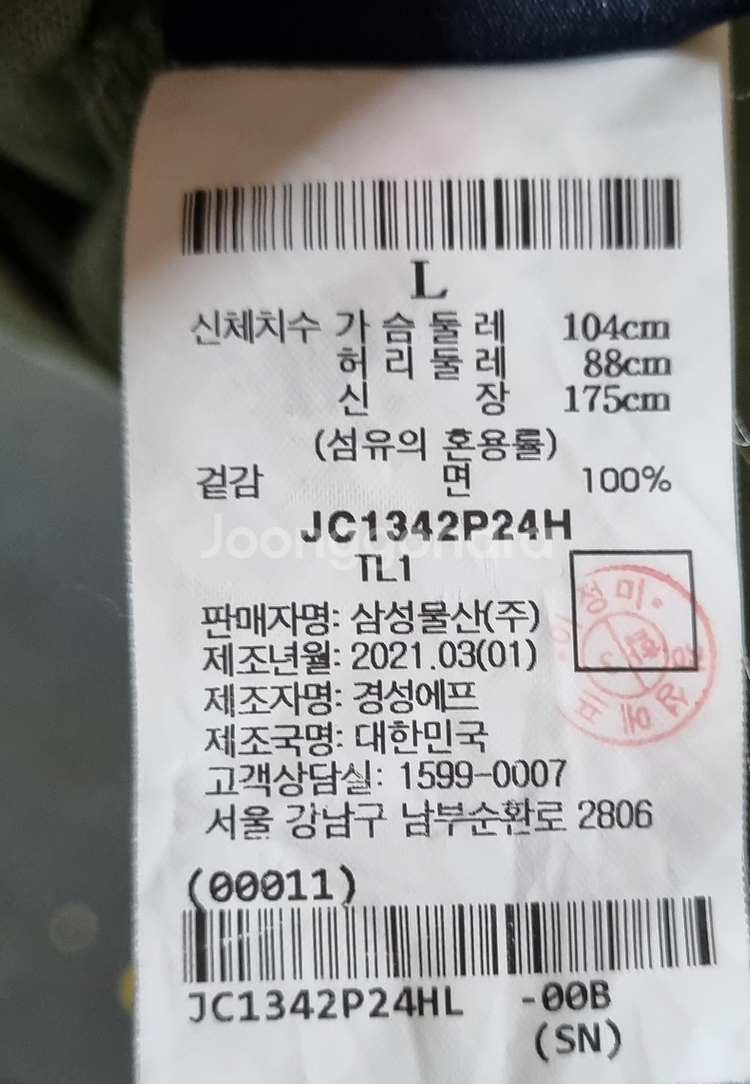 L
신체치수 가슴둘레 104cm
허리둘레 88cm
신장 175cm
(섬유의 혼용률)
겉감 면 100%
JC1342P24H
Joonggonara
TL1
판매자명: 삼성물산(주)
제조년월: 2021.03(01)
제조자명: 경성에프
제조국명: 대한민국
고객상담실: 1599-0007
서울 강남구 남부순환로 2806
(00011)
JC1342P24HL -00B
(SN)